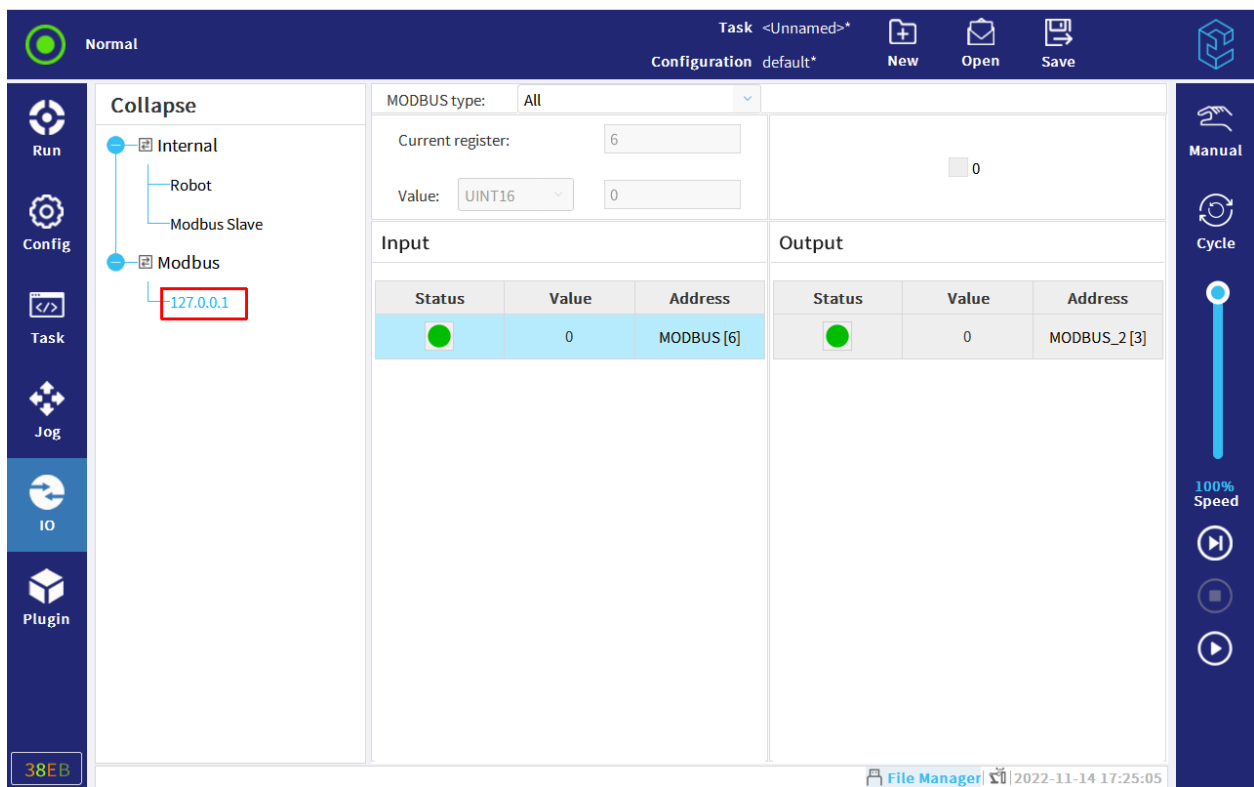 Normal
Task <Unnamed>*
Configuration default*
New
Open
Save
Run
Config
Task
Jog
IO
Plugin
38EB
Collapse
Internal
Robot
Modbus Slave
Modbus
127.0.0.1
MODBUS type: All
Current register: 6
Value: UINT16 0
0
Input
Status Value Address
0 MODBUS [6]
Output
Status Value Address
0 MODBUS_2 [3]
Manual
Cycle
100%
Speed
File Manager
2022-11-14 17:25:05